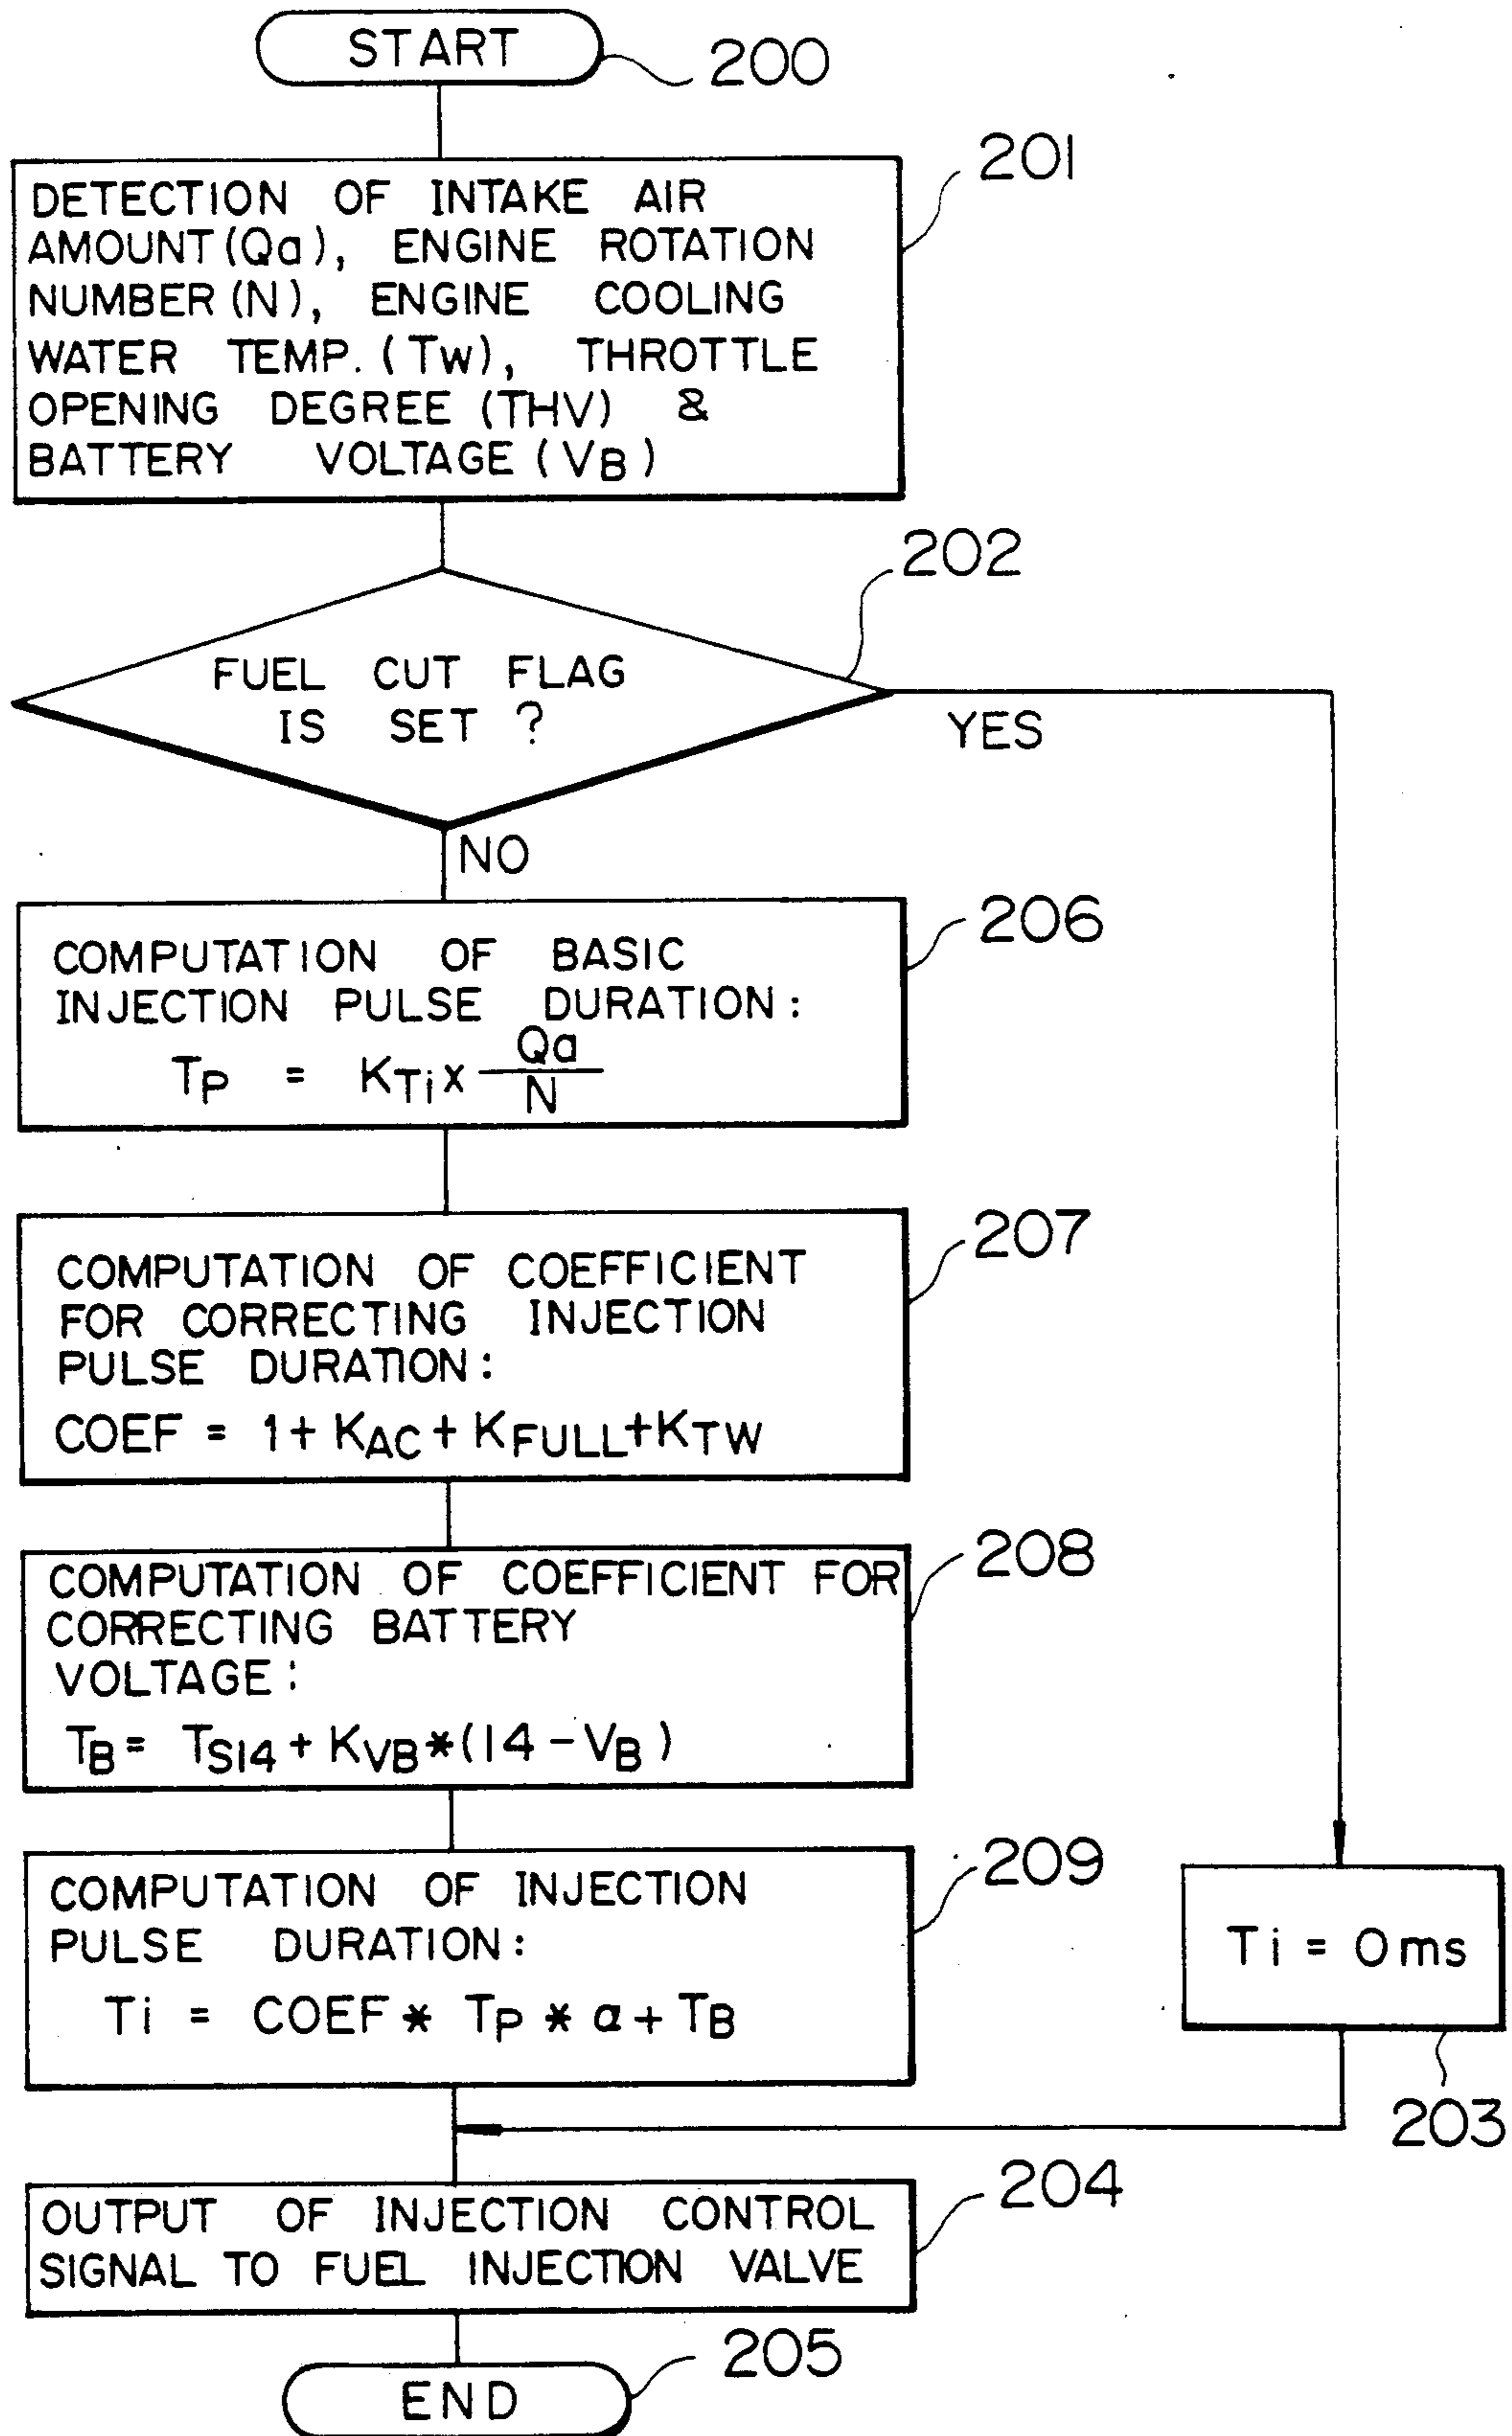 START
200
201
DETECTION OF INTAKE AIR
AMOUNT(Qa), ENGINE ROTATION
NUMBER(N), ENGINE COOLING
WATER TEMP.(Tw), THROTTLE
OPENING DEGREE(THV) &
BATTERY VOLTAGE(VB)
202
FUEL CUT FLAG
IS SET ?
YES
NO
206
COMPUTATION OF BASIC
INJECTION PULSE DURATION:
TP = KTi x Qa/N
207
COMPUTATION OF COEFFICIENT
FOR CORRECTING INJECTION
PULSE DURATION:
COEF = 1 + KAC + KFULL + KTW
208
COMPUTATION OF COEFFICIENT FOR
CORRECTING BATTERY
VOLTAGE:
TB = TS14 + KVB*(14 - VB)
209
COMPUTATION OF INJECTION
PULSE DURATION:
Ti = COEF * TP * α + TB
Ti = 0ms
203
204
OUTPUT OF INJECTION CONTROL
SIGNAL TO FUEL INJECTION VALVE
205
END